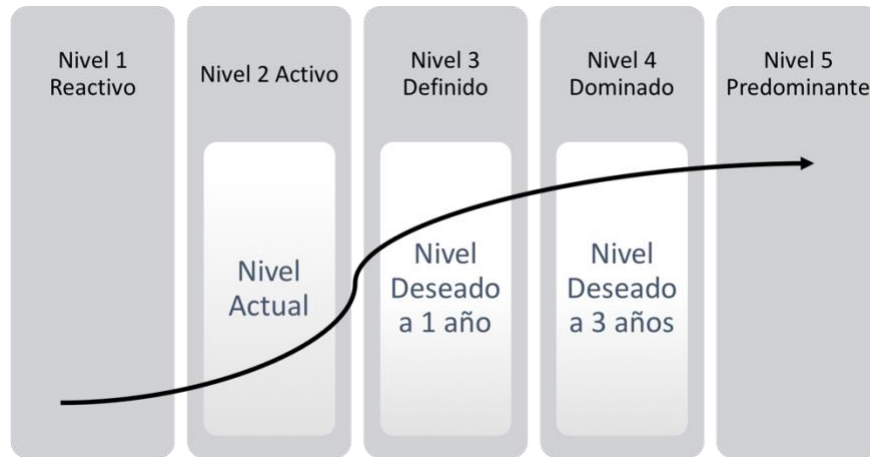 Nivel 1
Reactivo
Nivel 2 Activo
Nivel 3
Definido
Nivel 4
Dominado
Nivel 5
Predominante
Nivel
Actual
Nivel
Deseado
a 1 año
Nivel
Deseado
a 3 años